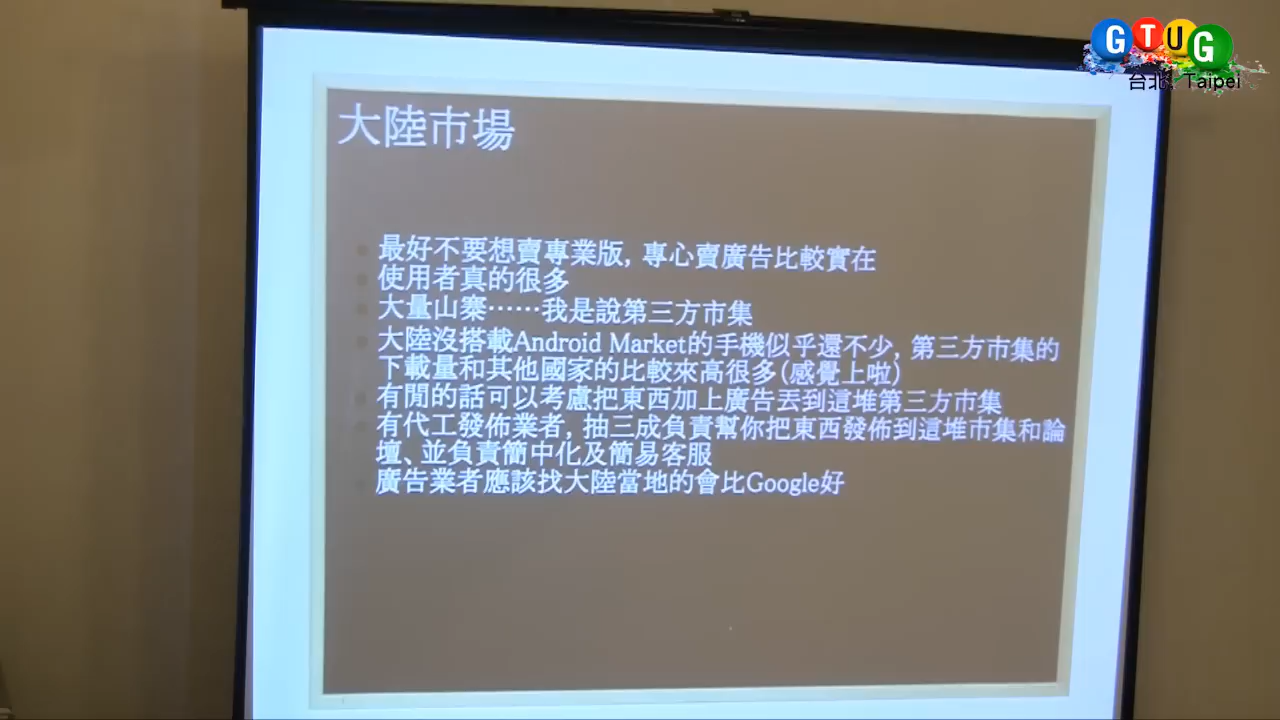 GTUG
台北, Taipei
大陸市場
最好不要想賣專業版, 專心賣廣告比較實在
使用者真的很多
大量山寨……我是說第三方市集
大陸沒搭載Android Market的手機似乎還不少, 第三方市集的
下載量和其他國家的比較來高很多(感覺上啦)
有閒的話可以考慮把東西加上廣告丟到這堆第三方市集
有代工發佈業者, 抽三成負責幫你把東西發佈到這堆市集和論
壇、並負責簡中化及簡易客服
廣告業者應該找大陸當地的會比Google好